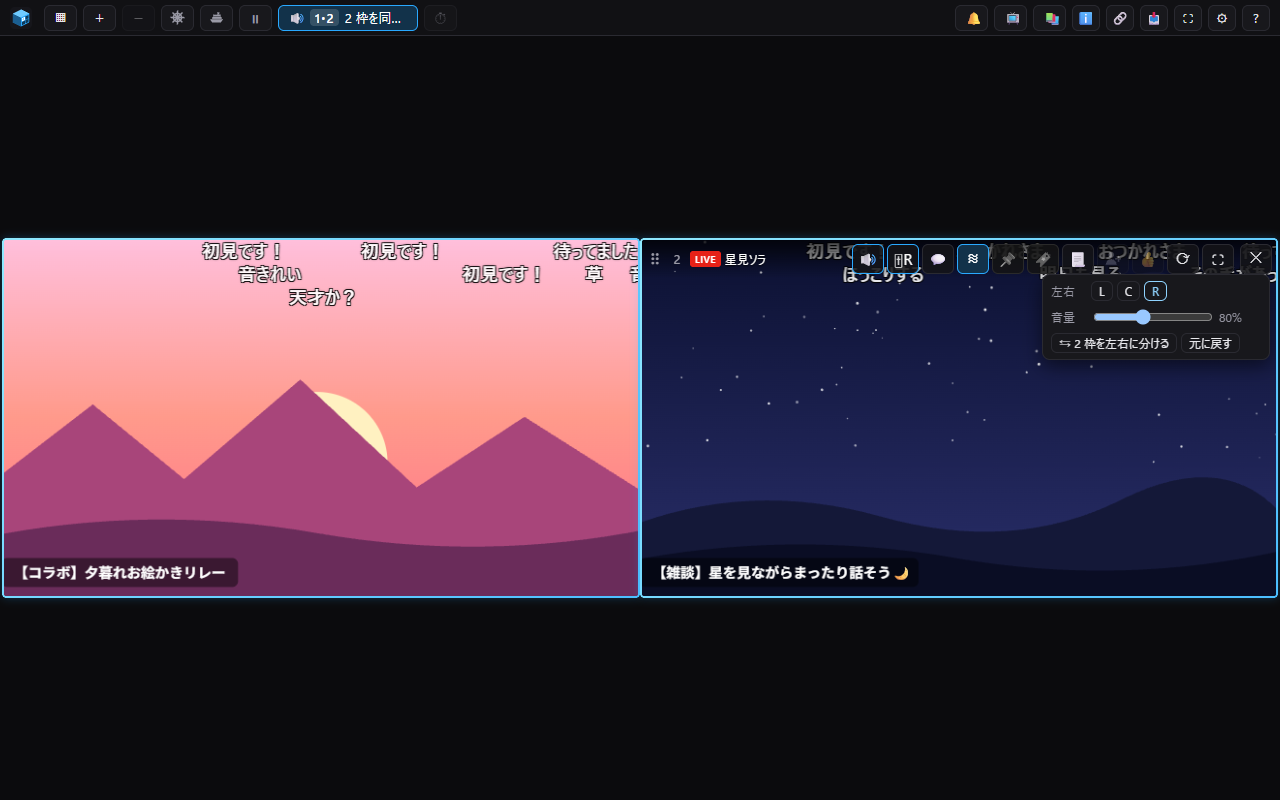 +
−
1•2 2 枠を同...
?
初見です！ 初見です！ 待ってました
音きれい 初見です！ 草
天才か？
2 LIVE 星見ソラ
R
おつかれさ
ほっこりする
左右 L C R
音量 80%
⇆ 2 枠を左右に分ける 元に戻す
【コラボ】夕暮れお絵かきリレー
【雑談】星を見ながらまったり話そう🌙